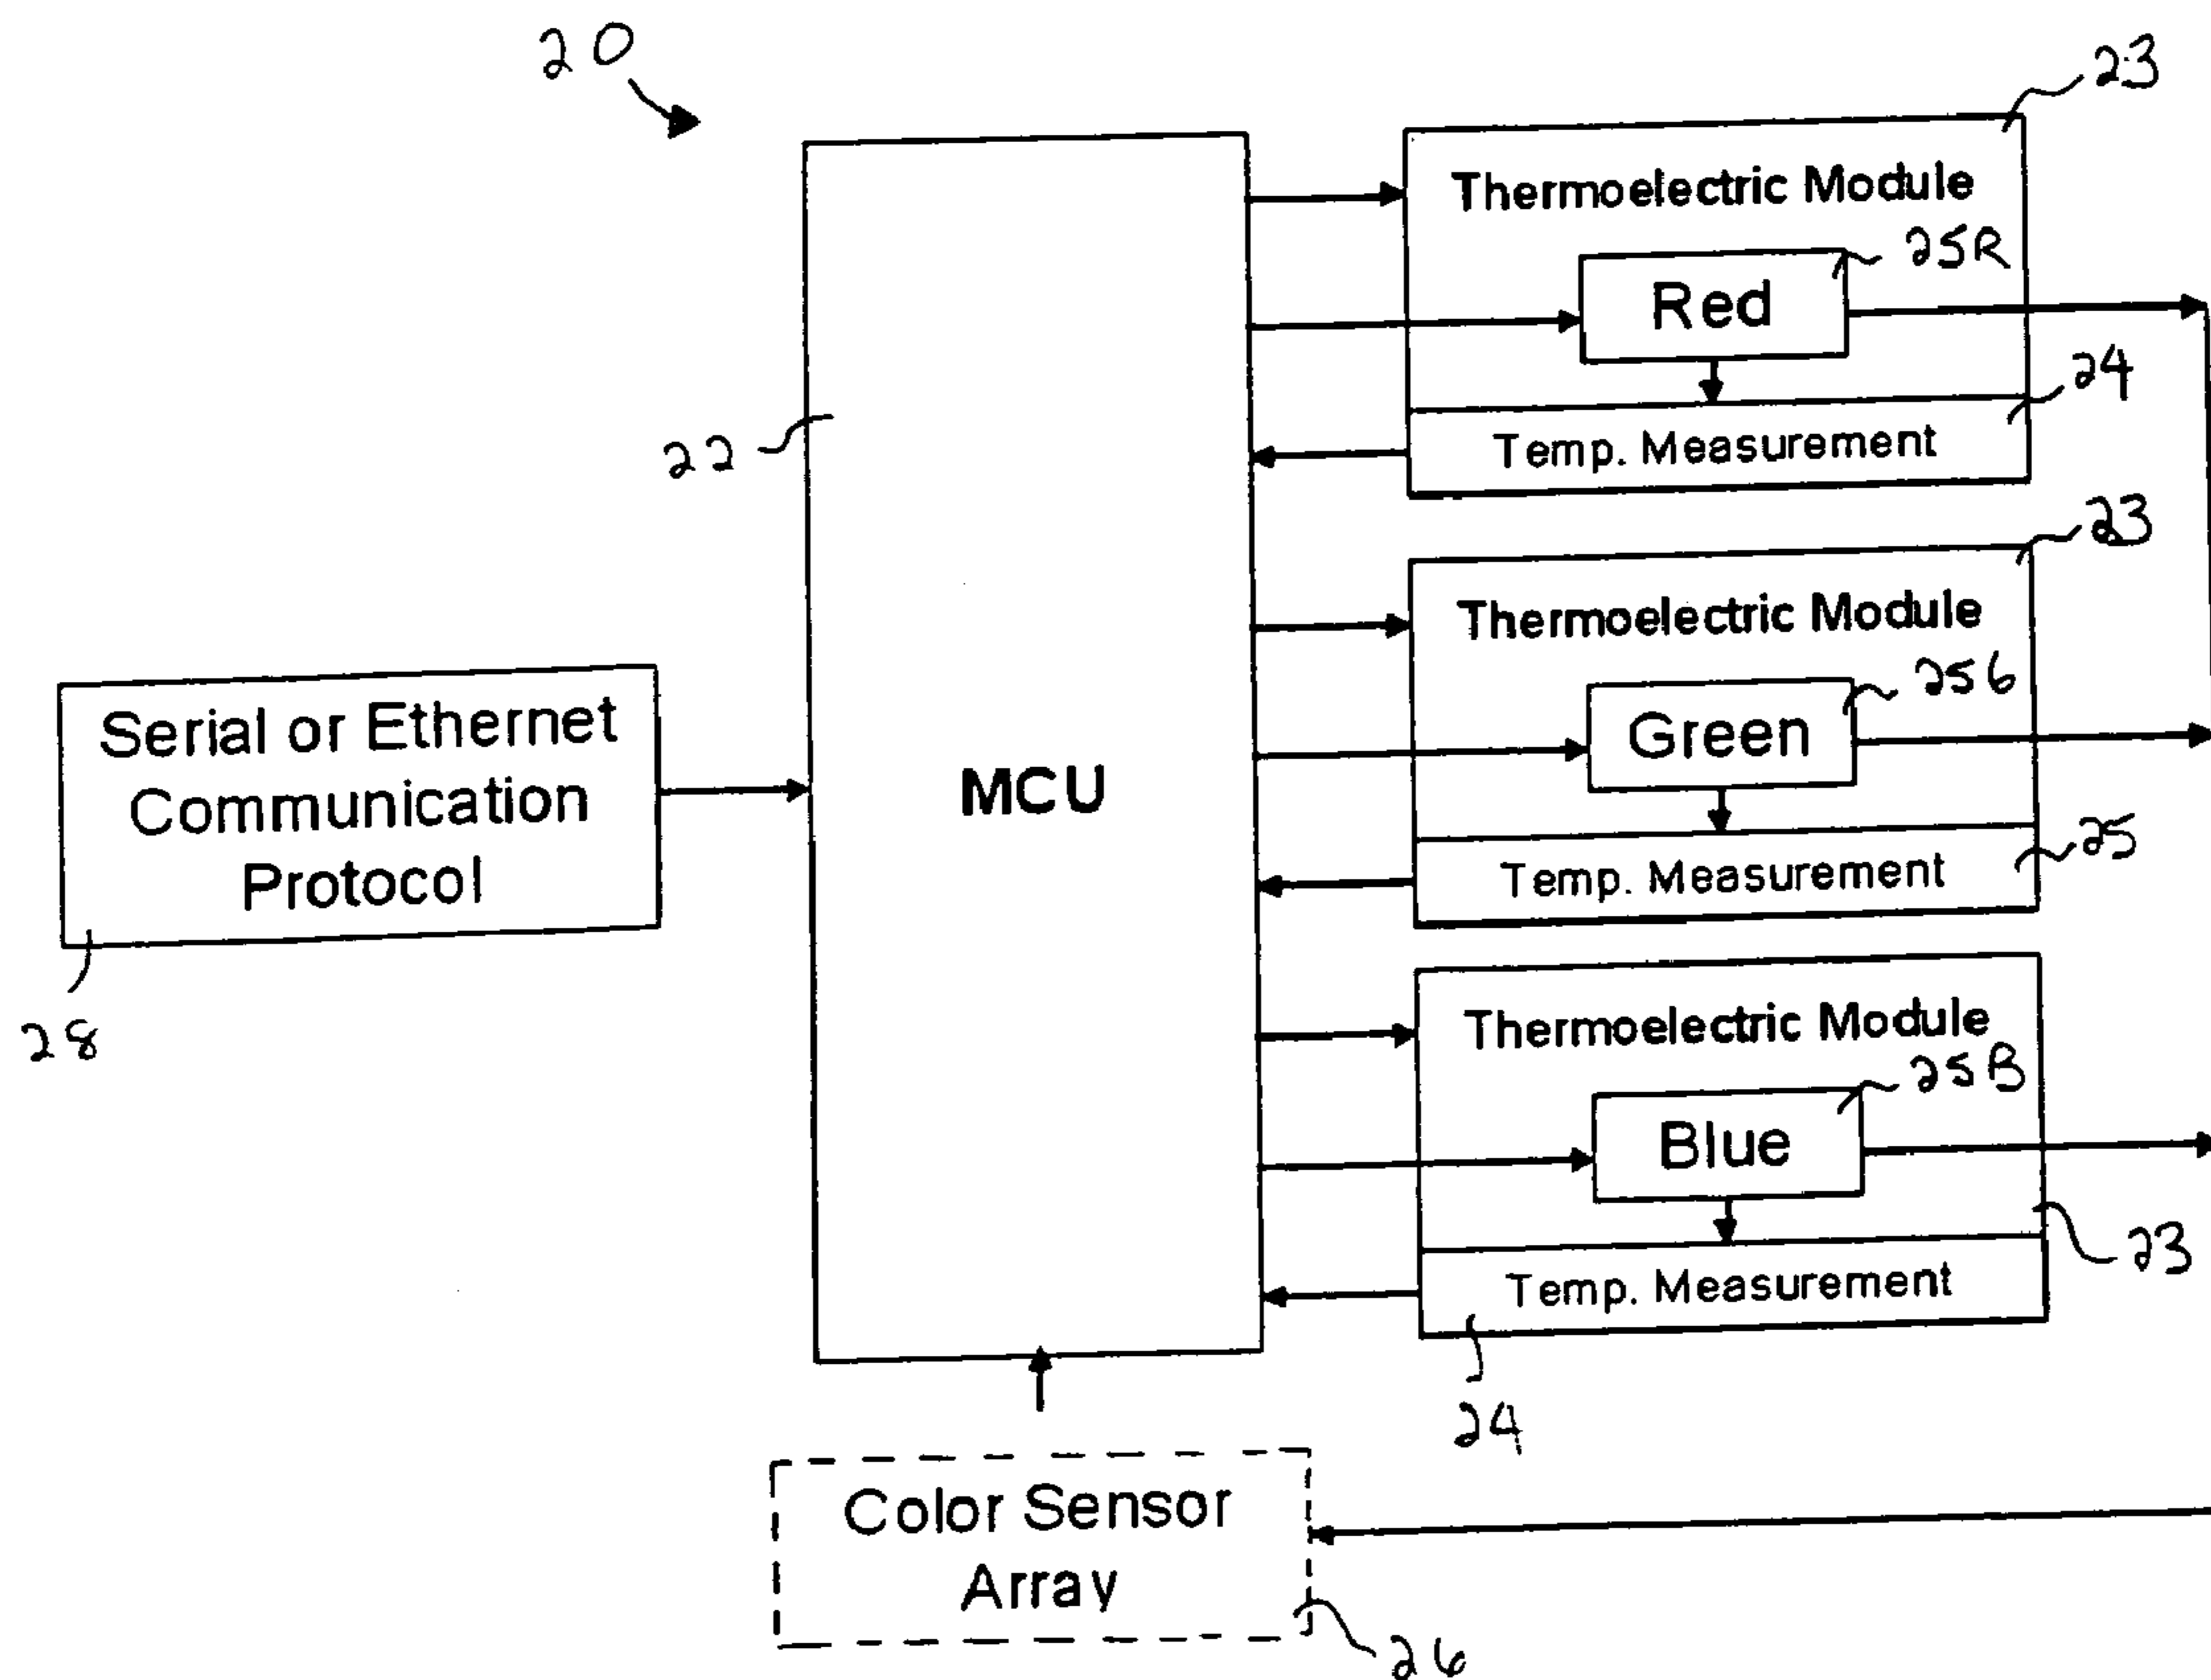 20
23
Thermoelectric Module
25R
Red
24
Temp. Measurement
22
23
Thermoelectric Module
25G
Green
25
Temp. Measurement
Serial or Ethernet
Communication
Protocol
28
MCU
Thermoelectric Module
25B
Blue
23
Temp. Measurement
24
Color Sensor
Array
26